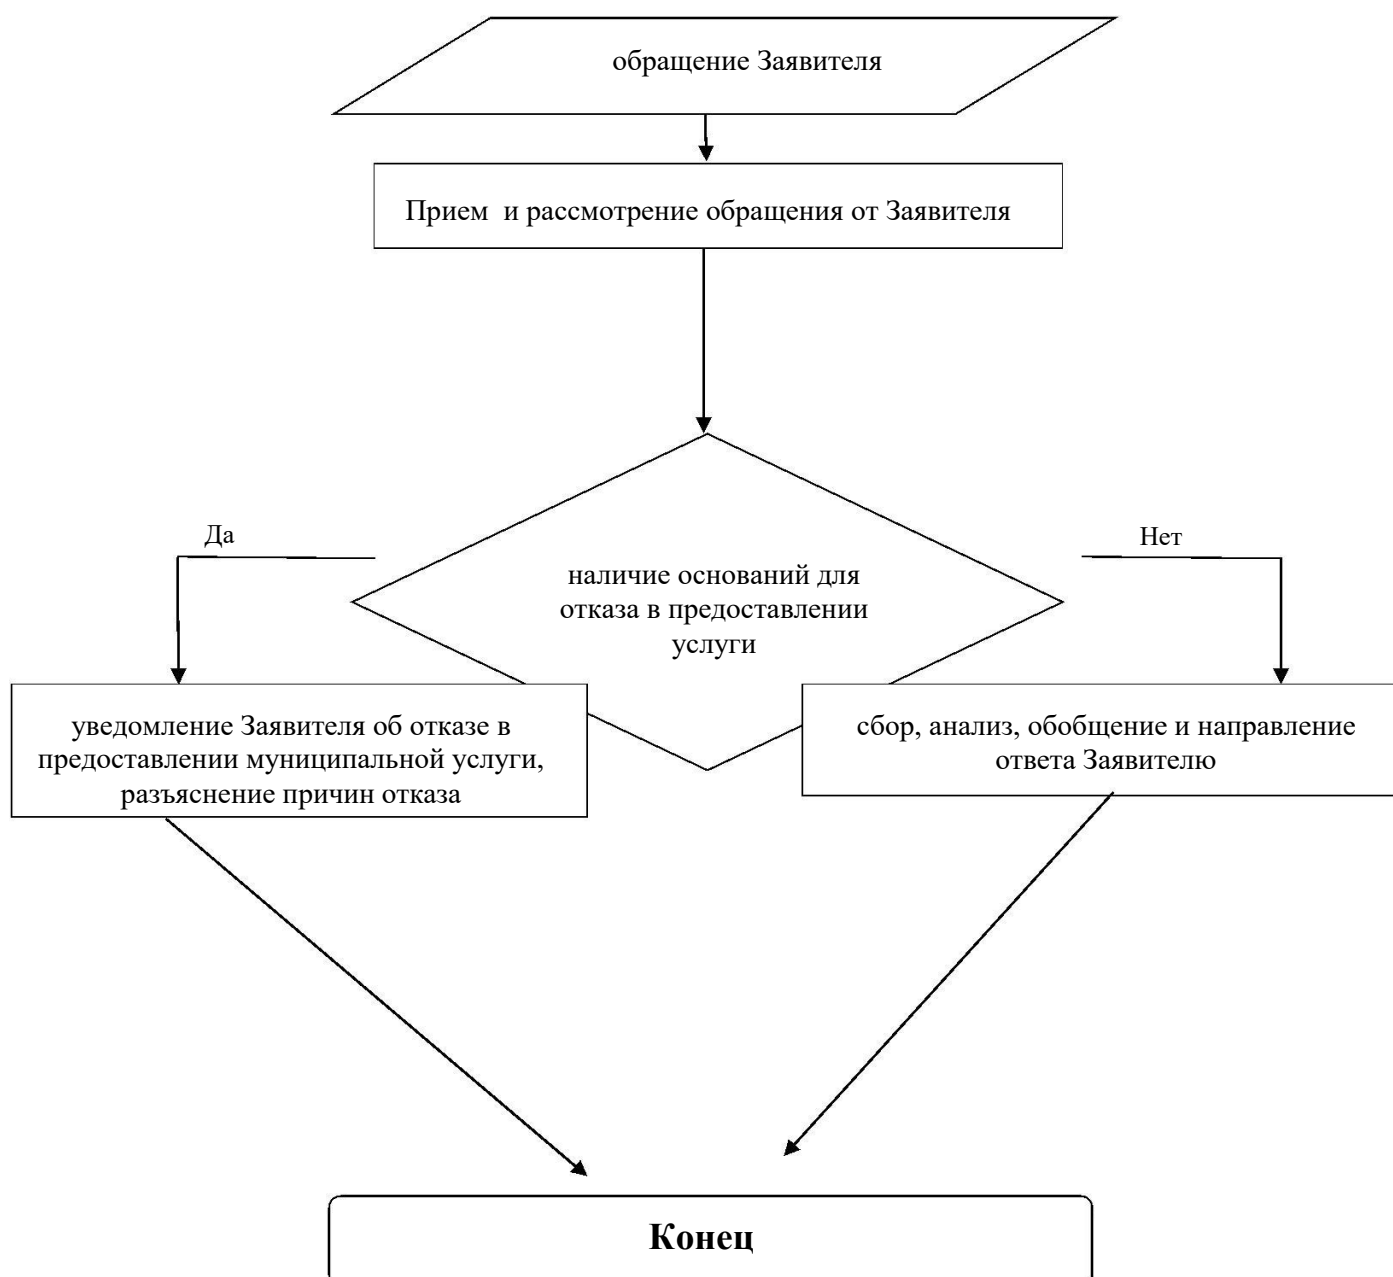 обращение Заявителя
Прием и рассмотрение обращения от Заявителя
Да
Нет
наличие оснований для
отказа в предоставлении
услуги
уведомление Заявителя об отказе в
предоставлении муниципальной услуги,
разъяснение причин отказа
сбор, анализ, обобщение и направление
ответа Заявителю
Конец